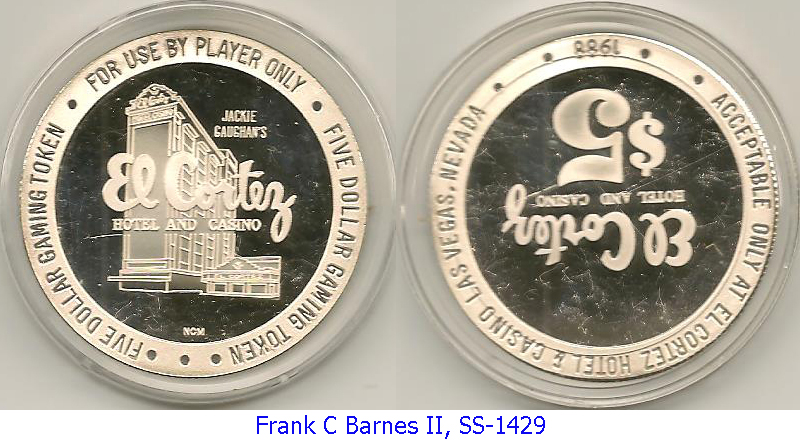 • FOR USE BY PLAYER ONLY •
FIVE DOLLAR GAMING TOKEN • • • •
FIVE DOLLAR GAMING TOKEN •
JACKIE
GAUGHAN'S
El Cortez
HOTEL AND CASINO
NCM
El Cortez
HOTEL AND CASINO
$5
ACCEPTABLE ONLY AT EL CORTEZ HOTEL & CASINO LAS VEGAS, NEVADA
• • 1988 • •
Frank C Barnes II, SS-1429